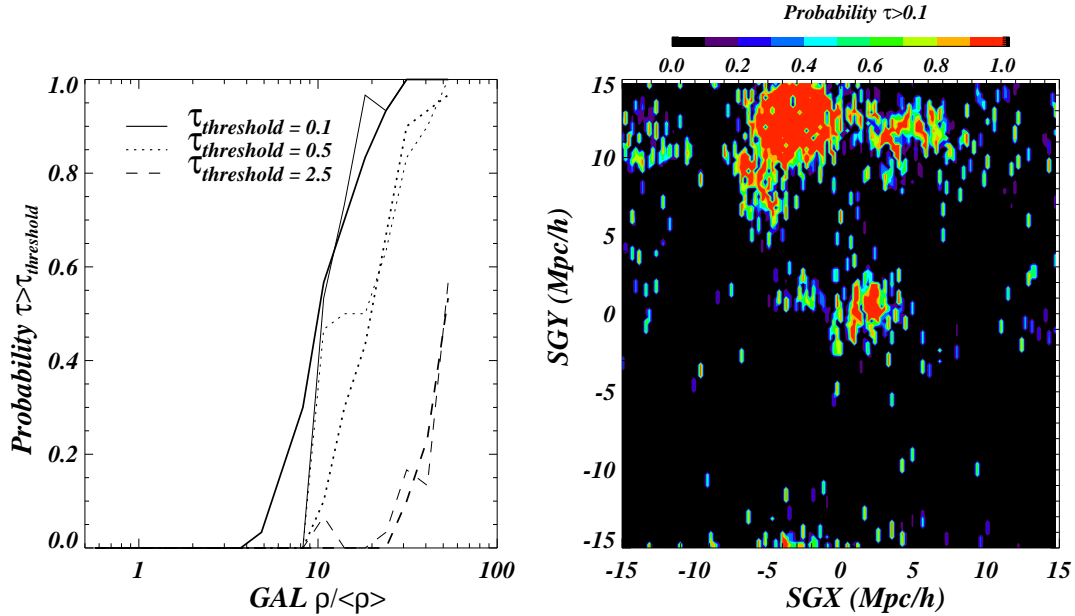 Probability τ>0.1
0.0 0.2 0.4 0.6 0.8 1.0
Probability τ>τthreshold
1.0
0.8
0.6
0.4
0.2
0.0
τthreshold = 0.1
τthreshold = 0.5
τthreshold = 2.5
1 10 100
GAL ρ/<ρ>
SGY (Mpc/h)
15
10
5
0
-5
-10
-15
-15 -10 -5 0 5 10 15
SGX (Mpc/h)